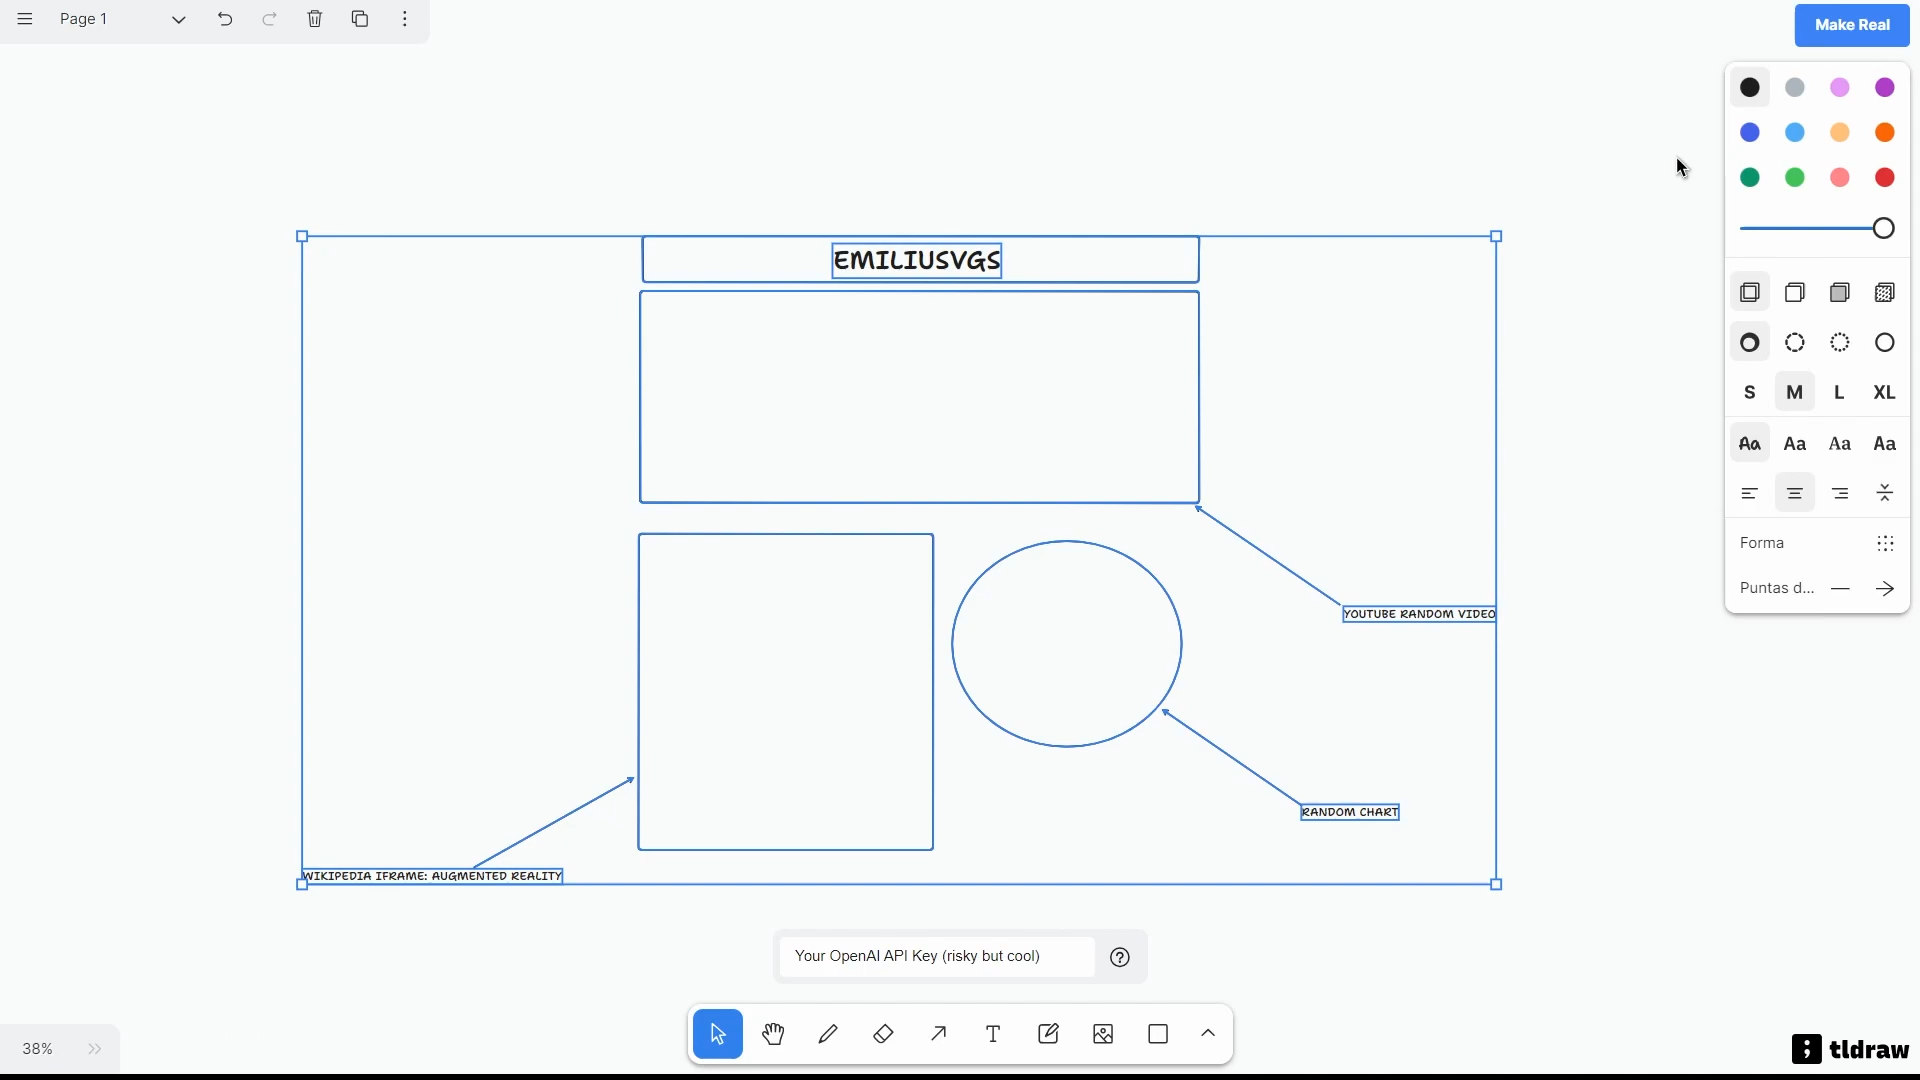 Page 1
Make Real
EMILIUSVGS
S M L XL
Aa Aa Aa Aa
Forma
Puntas d...
YOUTUBE RANDOM VIDEO
RANDOM CHART
WIKIPEDIA IFRAME: AUGMENTED REALITY
Your OpenAI API Key (risky but cool)
38%
tldraw